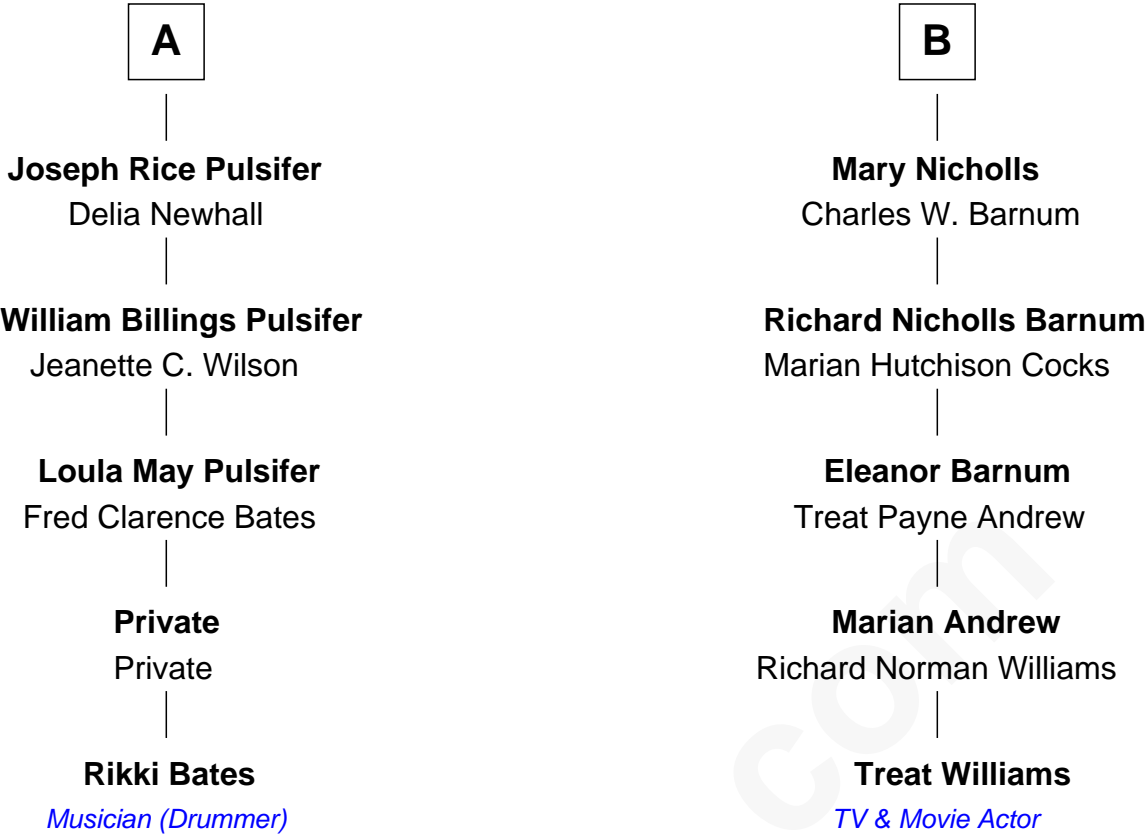 A
Joseph Rice Pulsifer
Delia Newhall
William Billings Pulsifer
Jeanette C. Wilson
Loula May Pulsifer
Fred Clarence Bates
Private
Private
Rikki Bates
Musician (Drummer)
B
Mary Nicholls
Charles W. Barnum
Richard Nicholls Barnum
Marian Hutchison Cocks
Eleanor Barnum
Treat Payne Andrew
Marian Andrew
Richard Norman Williams
Treat Williams
TV & Movie Actor
com